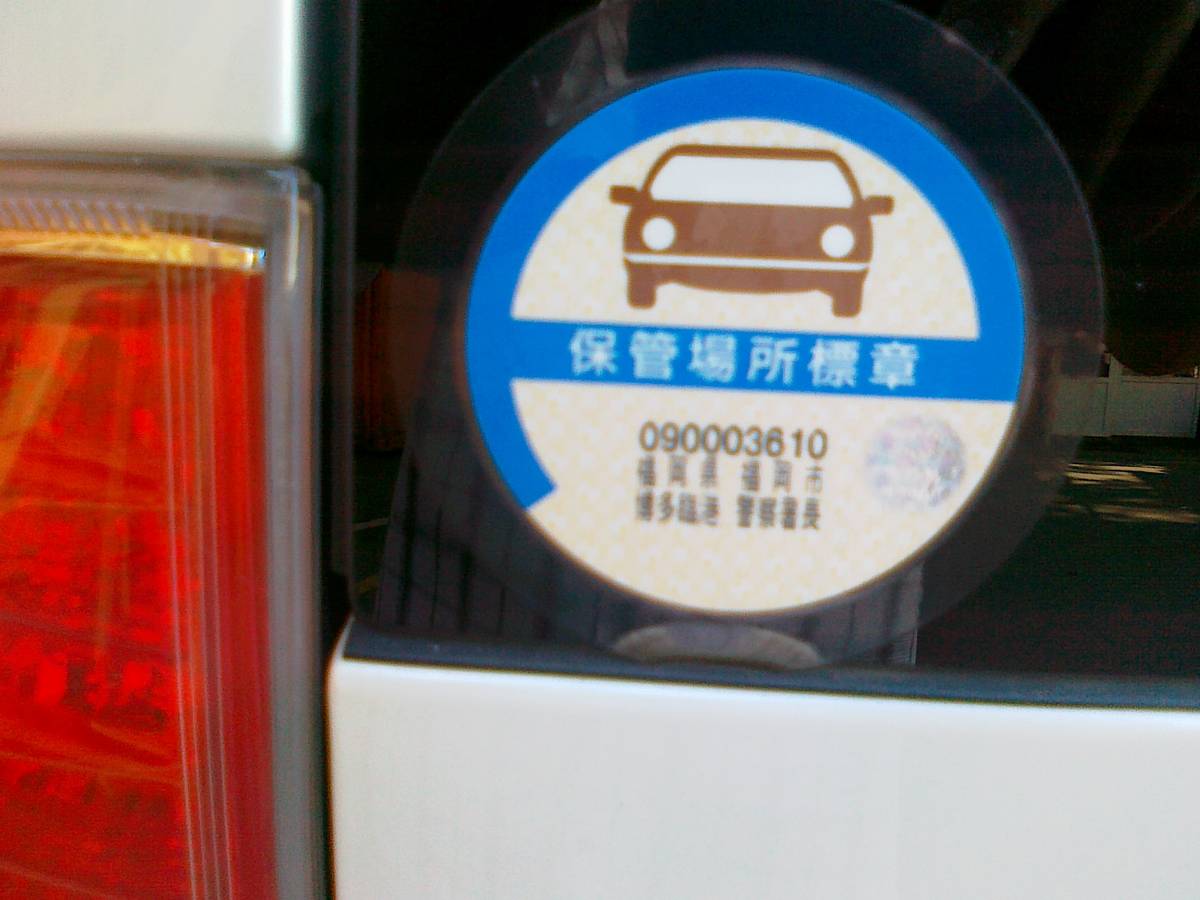 保管場所標章
090003610
福岡県 福岡市
博多臨港 警察署長